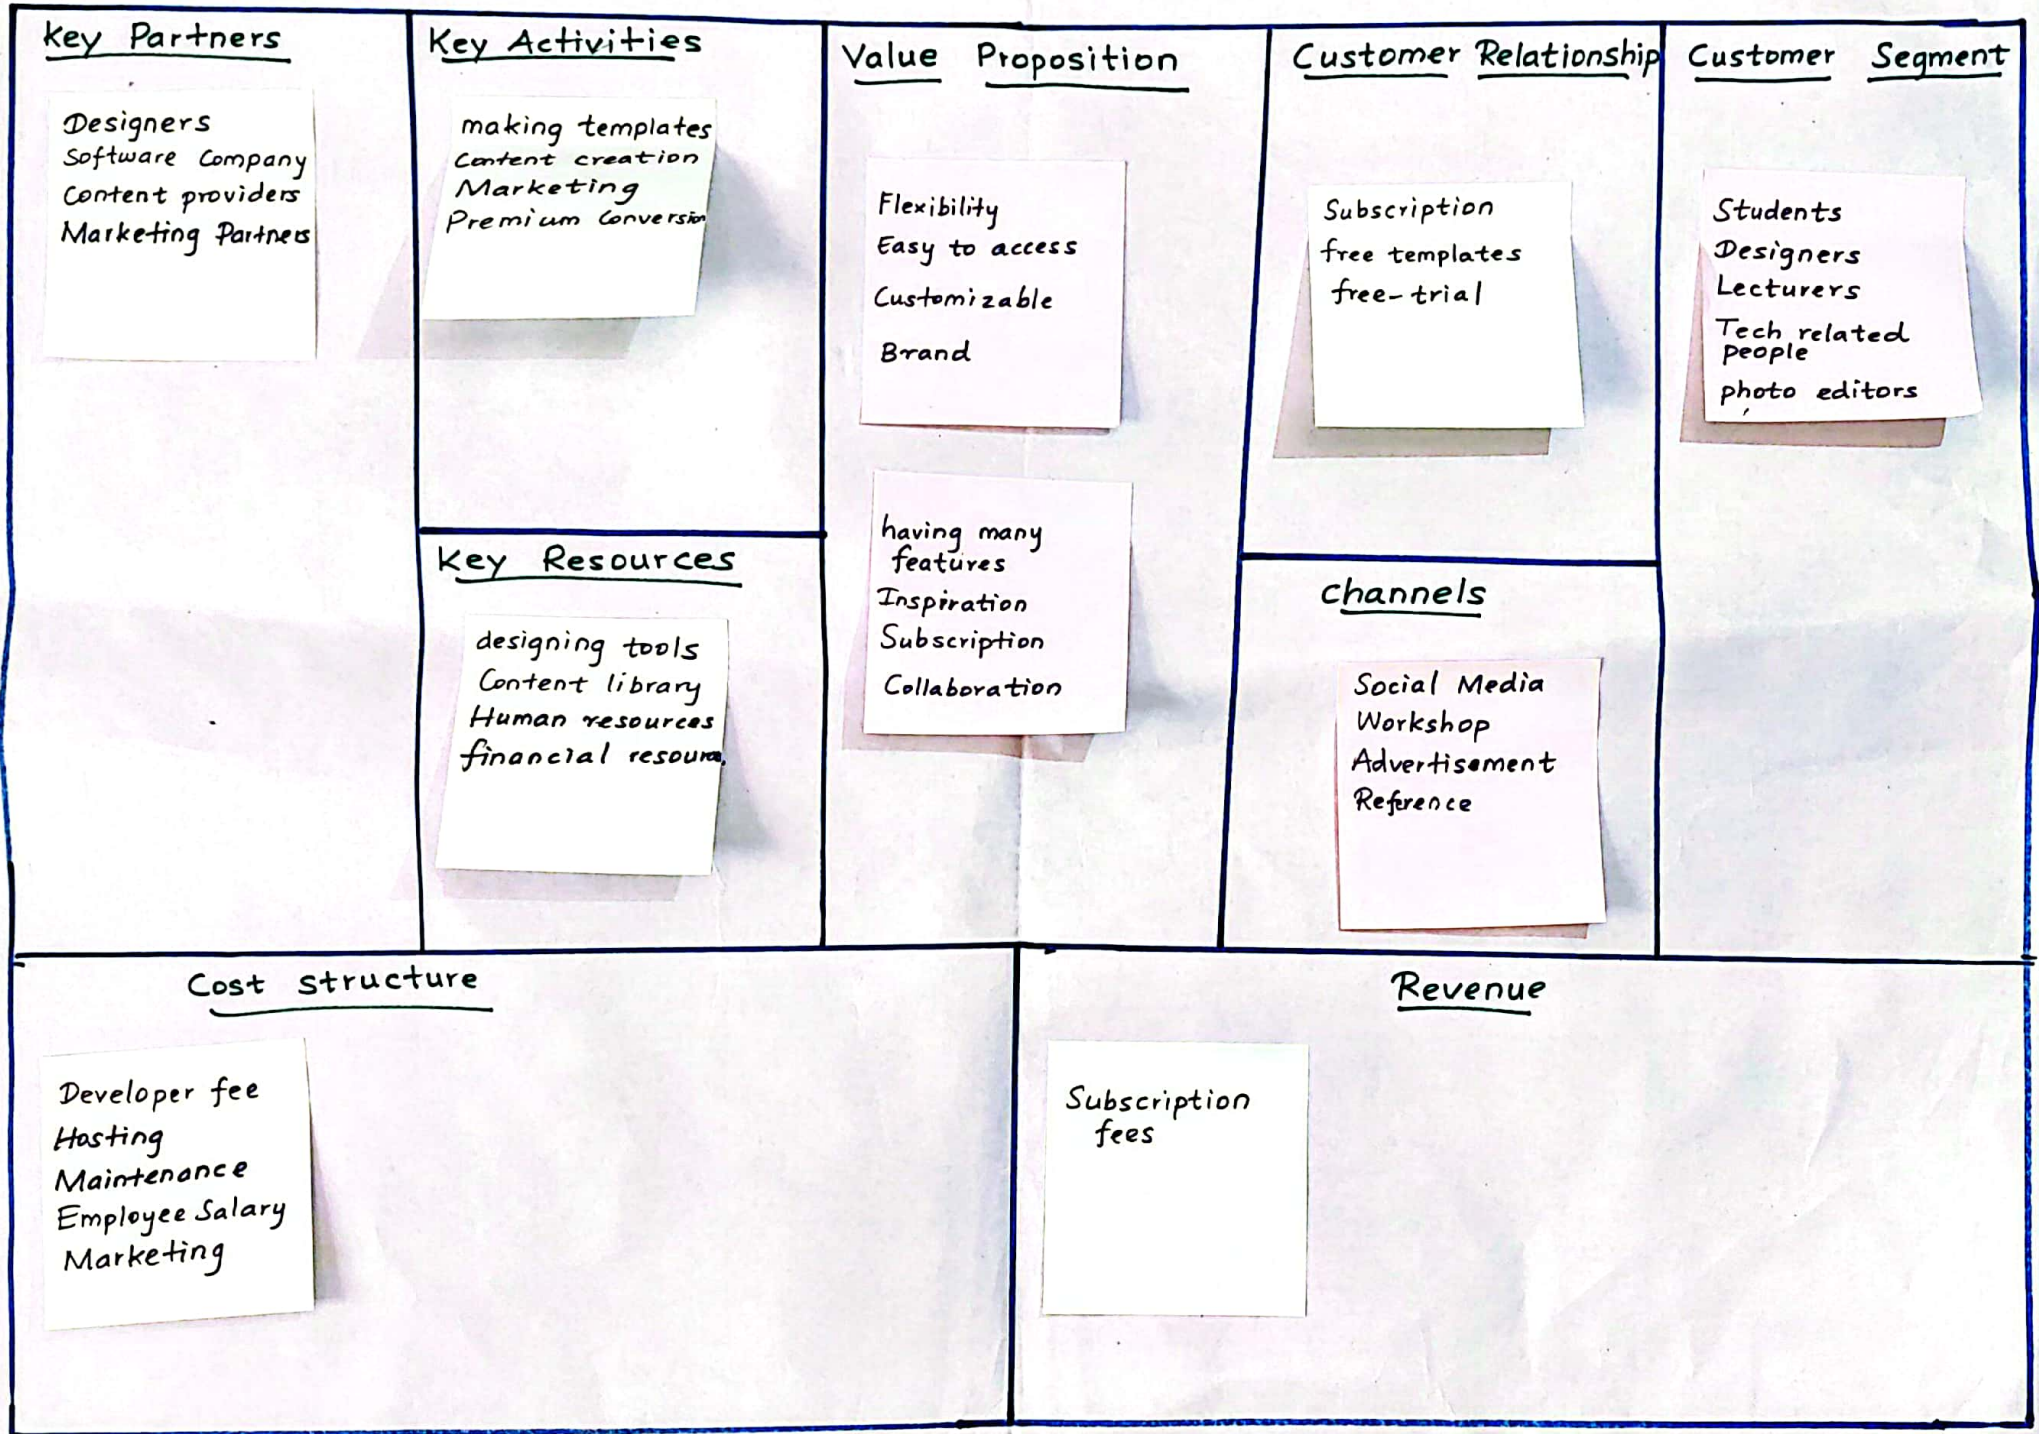 Key Partners
Designers
Software Company
Content providers
Marketing Partners
Key Activities
making templates
Content creation
Marketing
Premium Conversion
Key Resources
designing tools
Content library
Human resources
financial
Value Proposition
Flexibility
Easy to access
Customizable
Brand
having many
features
Inspiration
Subscription
Collaboration
Customer Relationship
Subscription
free templates
free-trial
Channels
Social Media
Workshop
Advertisement
Reference
Customer Segment
Students
Designers
Lecturers
Tech related
people
photo editors
Cost structure
Developer fee
Hosting
Maintenance
Employee Salary
Marketing
Revenue
Subscription
fees